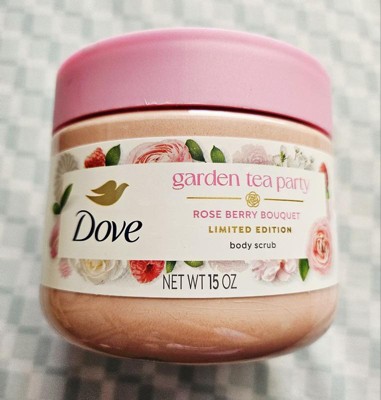 Dove
garden tea party
ROSE BERRY BOUQUET
LIMITED EDITION
body scrub
NET WT 15 OZ